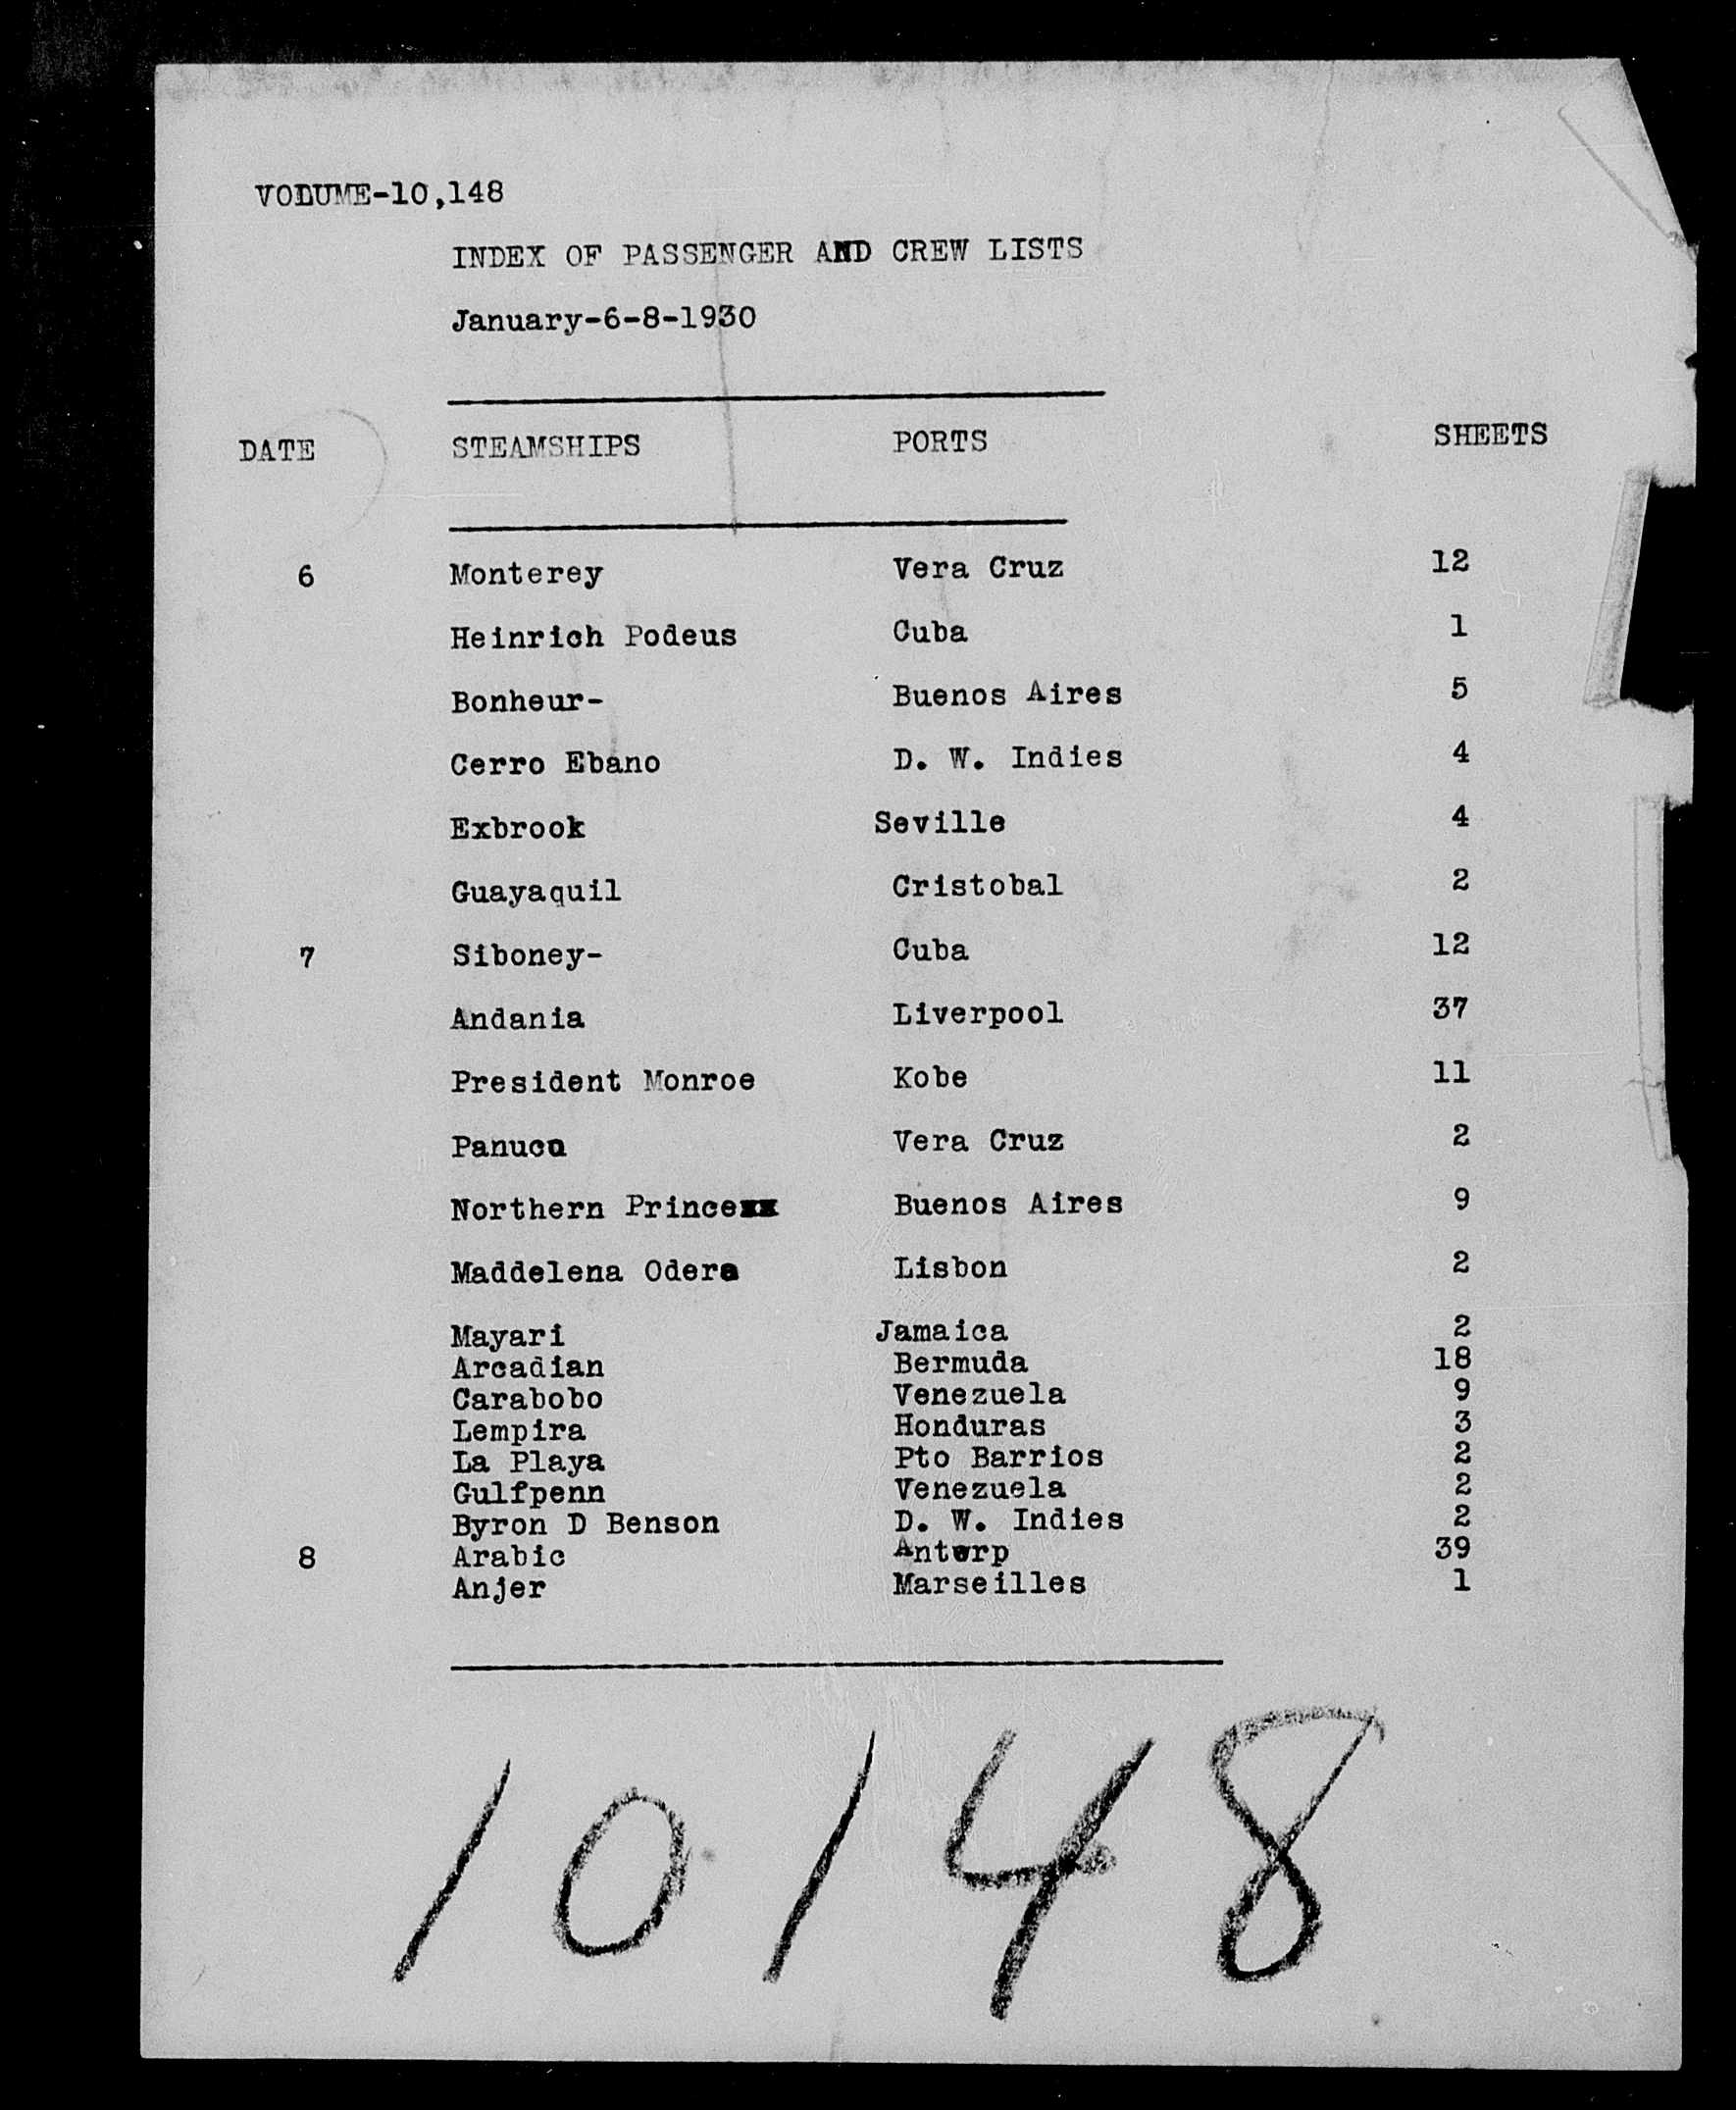 VOLUME-10,148
INDEX OF PASSENGER AND CREW LISTS
January-6-8-1930
DATE STEAMSHIPS PORTS SHEETS
6 Monterey Vera Cruz 12
Heinrich Podeus Cuba 1
Bonheur- Buenos Aires 5
Cerro Ebano D. W. Indies 4
Exbrook Seville 4
Guayaquil Cristobal 2
7 Siboney- Cuba 12
Andania Liverpool 37
President Monroe Kobe 11
Panuco Vera Cruz 2
Northern Princexx Buenos Aires 9
Maddelena Odero Lisbon 2
Mayari Jamaica 2
Arcadian Bermuda 18
Carabobo Venezuela 9
Lempira Honduras 3
La Playa Pto Barrios 2
Gulfpenn Venezuela 2
Byron D Benson D. W. Indies 2
8 Arabic Antwrp 39
Anjer Marseilles 1
10148